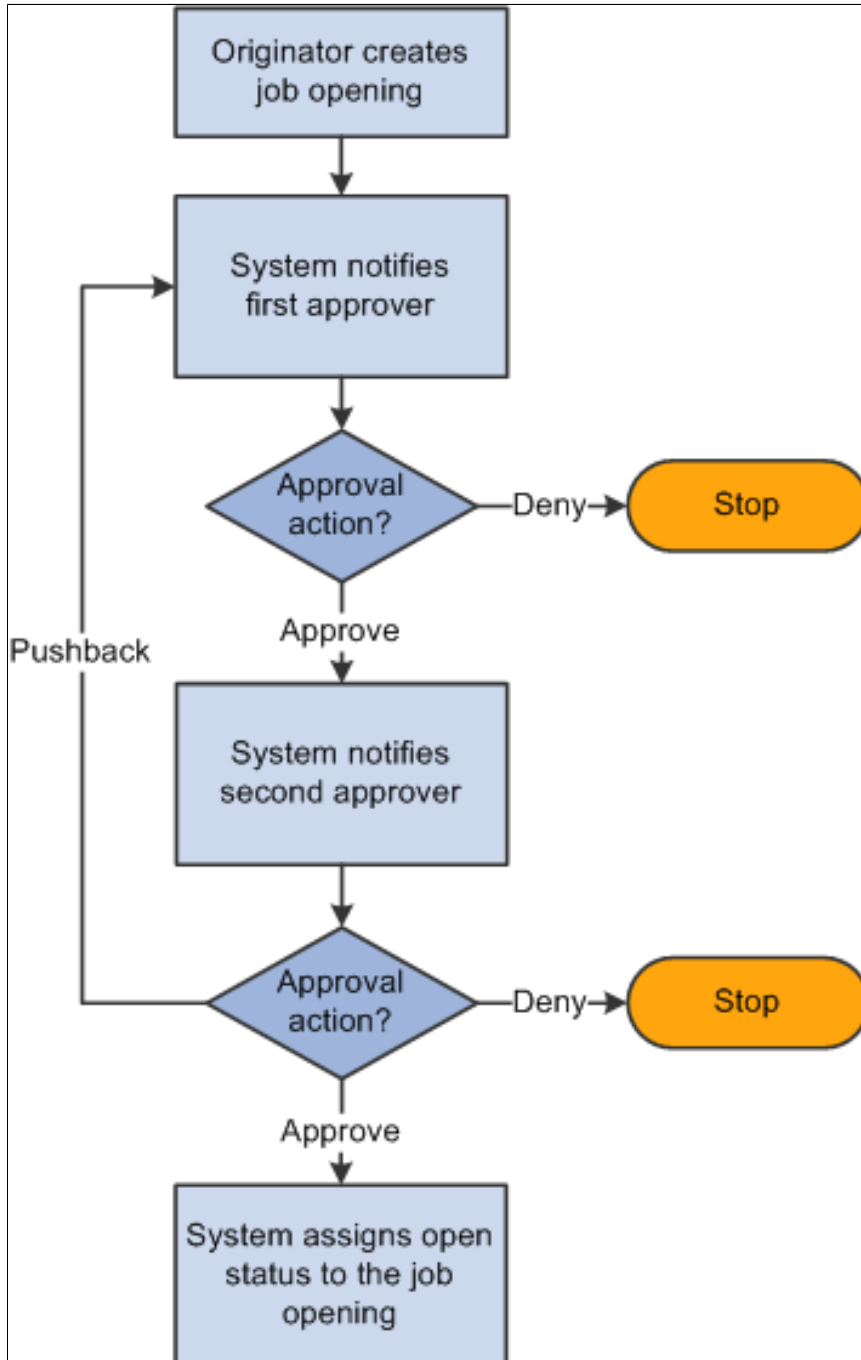 Originator creates
job opening
System notifies
first approver
Approval
action?
Deny
Stop
Approve
Pushback
System notifies
second approver
Approval
action?
Deny
Stop
Approve
System assigns open
status to the job
opening